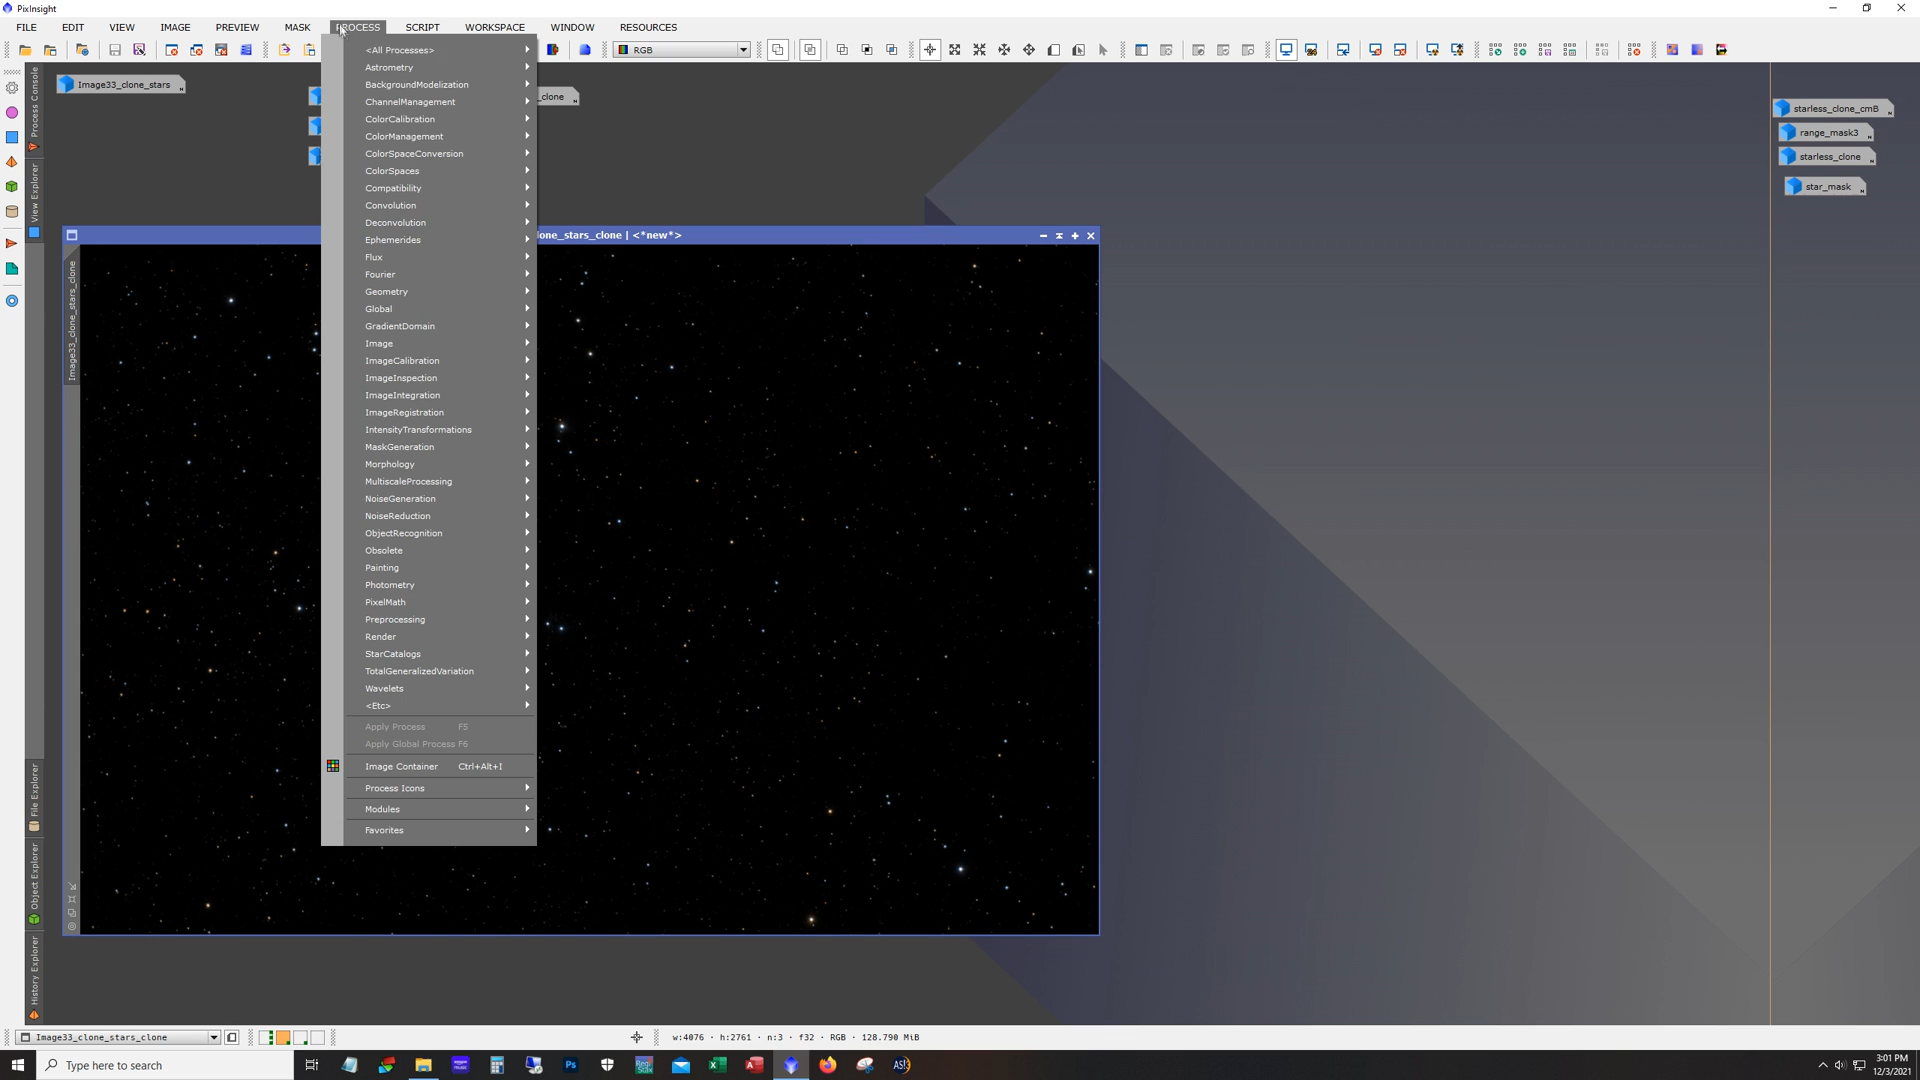 PixInsight
FILE EDIT VIEW IMAGE PREVIEW MASK PROCESS SCRIPT WORKSPACE WINDOW RESOURCES
RGB
Image33_clone_stars
_clone
starless_clone_cmB
range_mask3
starless_clone
star_mask
Process Console
View Explorer
File Explorer
Object Explorer
History Explorer
lone_stars_clone | <*new*>
Image33_clone_stars_clone
<All Processes>
Astrometry
BackgroundModelization
ChannelManagement
ColorCalibration
ColorManagement
ColorSpaceConversion
ColorSpaces
Compatibility
Convolution
Deconvolution
Ephemerides
Flux
Fourier
Geometry
Global
GradientDomain
Image
ImageCalibration
ImageInspection
ImageIntegration
ImageRegistration
IntensityTransformations
MaskGeneration
Morphology
MultiscaleProcessing
NoiseGeneration
NoiseReduction
ObjectRecognition
Obsolete
Painting
Photometry
PixelMath
Preprocessing
Render
StarCatalogs
TotalGeneralizedVariation
Wavelets
<Etc>
Apply Process F5
Apply Global Process F6
Image Container Ctrl+Alt+I
Process Icons
Modules
Favorites
Image33_clone_stars_clone
w:4076 · h:2761 · n:3 · f32 · RGB · 128.790 MiB
Type here to search
Ps
3:01 PM
12/3/2021